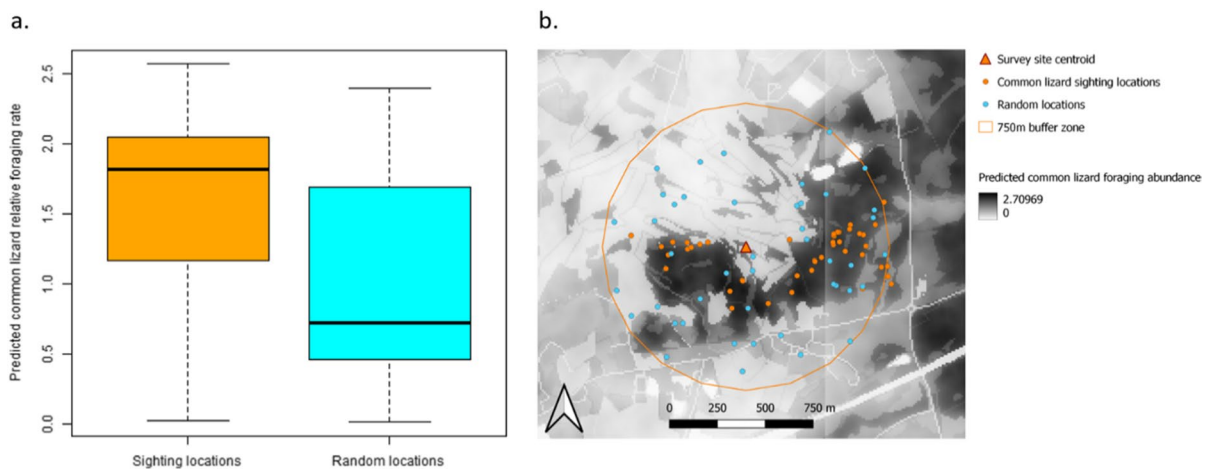 a.
Predicted common lizard relative foraging rate
2.5
2.0
1.5
1.0
0.5
0.0
Sighting locations
Random locations
b.
Survey site centroid
Common lizard sighting locations
Random locations
750m buffer zone
Predicted common lizard foraging abundance
2.70969
0
0 250 500 750 m